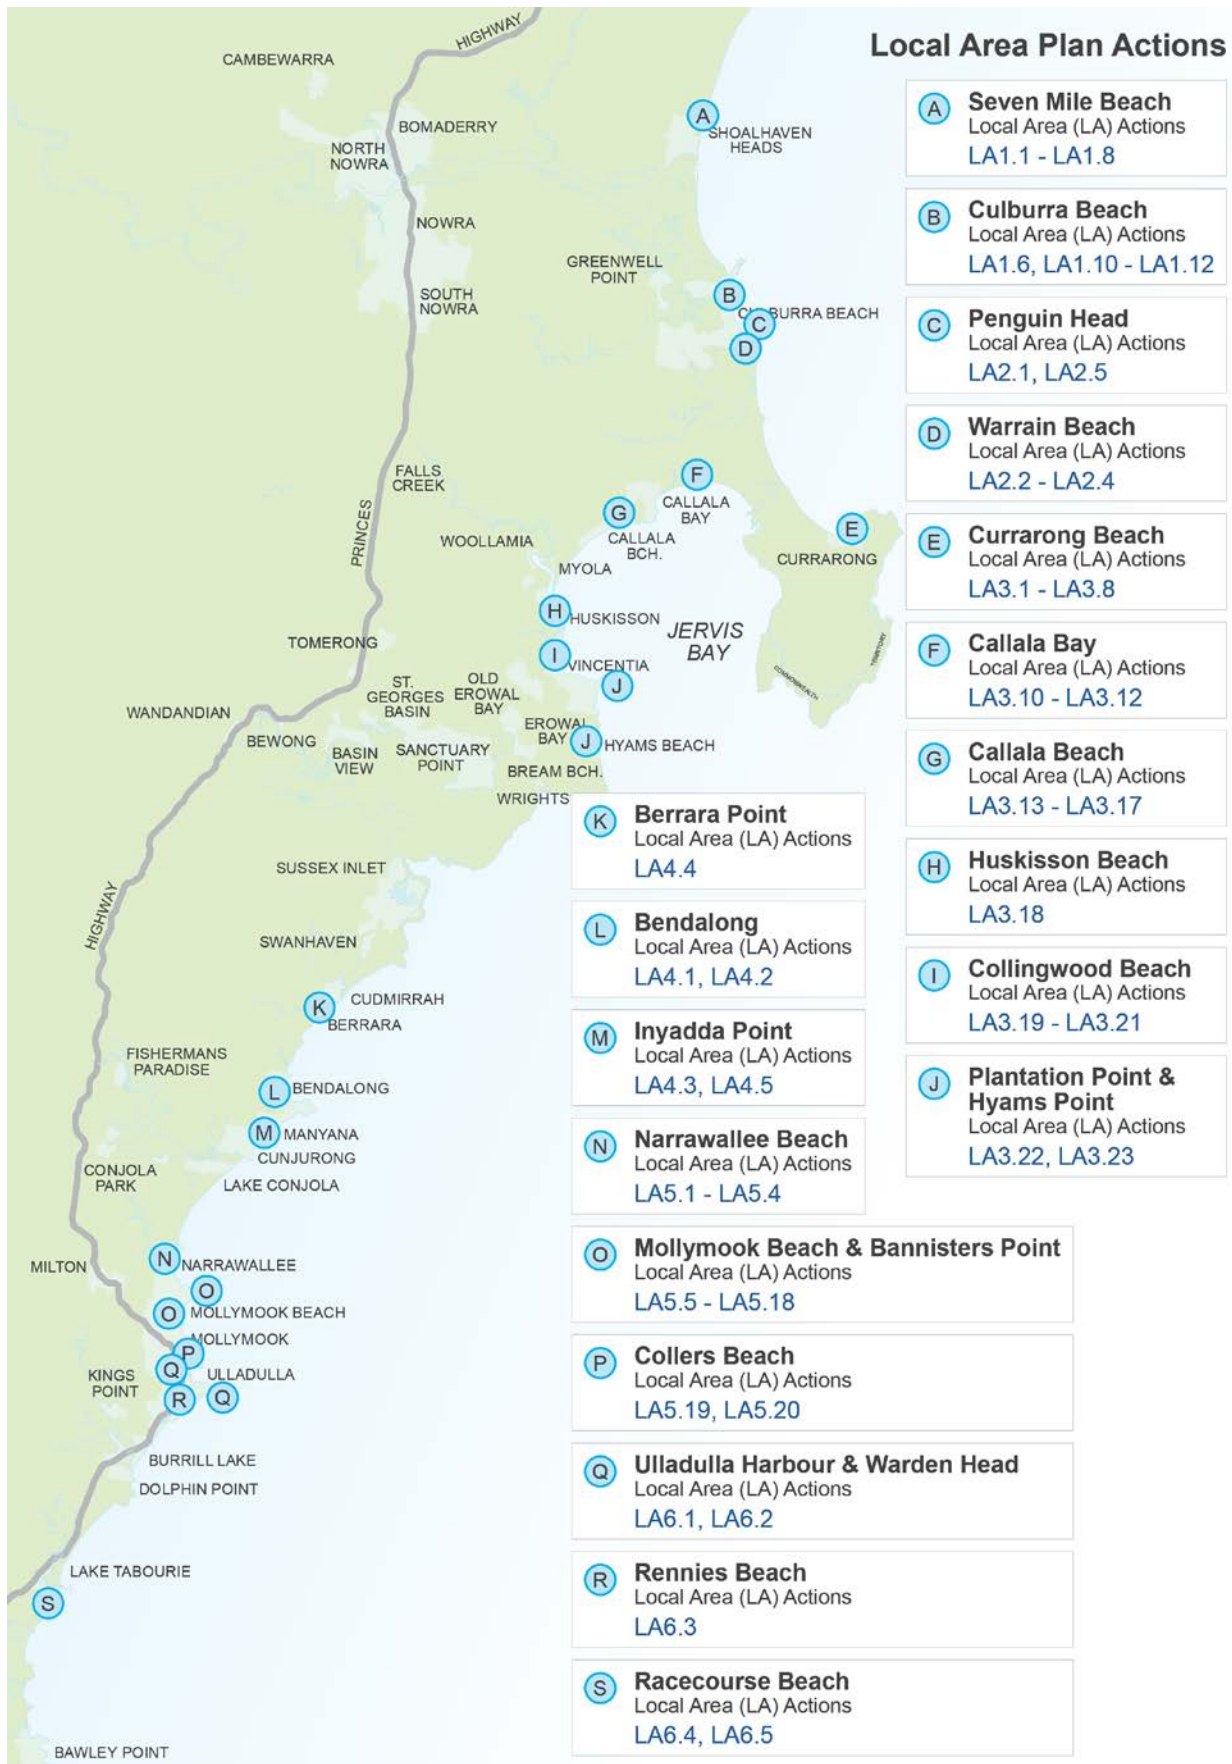 Local Area Plan Actions
HIGHWAY
CAMBEWARRA
BOMADERRY
NORTH
NOWRA
A
SHOALHAVEN
HEADS
NOWRA
GREENWELL
POINT
SOUTH
NOWRA
B
CULBURRA BEACH
C
D
FALLS
CREEK
F
CALLALA
BAY
G
CALLALA
BCH.
E
CURRARONG
PRINCES
WOOLLAMIA
MYOLA
H
HUSKISSON
JERVIS
BAY
COMMONWEALTH
TERRITORY
TOMERONG
I
VINCENTIA
J
ST.
GEORGES
BASIN
OLD
EROWAL
BAY
WANDANDIAN
BEWONG
BASIN
VIEW
SANCTUARY
POINT
EROWAL
BAY
J
HYAMS BEACH
BREAM BCH.
WRIGHTS
SUSSEX INLET
HIGHWAY
SWANHAVEN
K
CUDMIRRAH
BERRARA
FISHERMANS
PARADISE
L
BENDALONG
M
MANYANA
CUNJURONG
CONJOLA
PARK
LAKE CONJOLA
N
NARRAWALLEE
MILTON
O
O
MOLLYMOOK BEACH
MOLLYMOOK
P
Q
ULLADULLA
KINGS
POINT
R
Q
BURRILL LAKE
DOLPHIN POINT
LAKE TABOURIE
S
BAWLEY POINT
A
Seven Mile Beach
Local Area (LA) Actions
LA1.1 - LA1.8
B
Culburra Beach
Local Area (LA) Actions
LA1.6, LA1.10 - LA1.12
C
Penguin Head
Local Area (LA) Actions
LA2.1, LA2.5
D
Warrain Beach
Local Area (LA) Actions
LA2.2 - LA2.4
E
Currarong Beach
Local Area (LA) Actions
LA3.1 - LA3.8
F
Callala Bay
Local Area (LA) Actions
LA3.10 - LA3.12
G
Callala Beach
Local Area (LA) Actions
LA3.13 - LA3.17
H
Huskisson Beach
Local Area (LA) Actions
LA3.18
I
Collingwood Beach
Local Area (LA) Actions
LA3.19 - LA3.21
J
Plantation Point &
Hyams Point
Local Area (LA) Actions
LA3.22, LA3.23
K
Berrara Point
Local Area (LA) Actions
LA4.4
L
Bendalong
Local Area (LA) Actions
LA4.1, LA4.2
M
Inyadda Point
Local Area (LA) Actions
LA4.3, LA4.5
N
Narrawallee Beach
Local Area (LA) Actions
LA5.1 - LA5.4
O
Mollymook Beach & Bannisters Point
Local Area (LA) Actions
LA5.5 - LA5.18
P
Collers Beach
Local Area (LA) Actions
LA5.19, LA5.20
Q
Ulladulla Harbour & Warden Head
Local Area (LA) Actions
LA6.1, LA6.2
R
Rennies Beach
Local Area (LA) Actions
LA6.3
S
Racecourse Beach
Local Area (LA) Actions
LA6.4, LA6.5